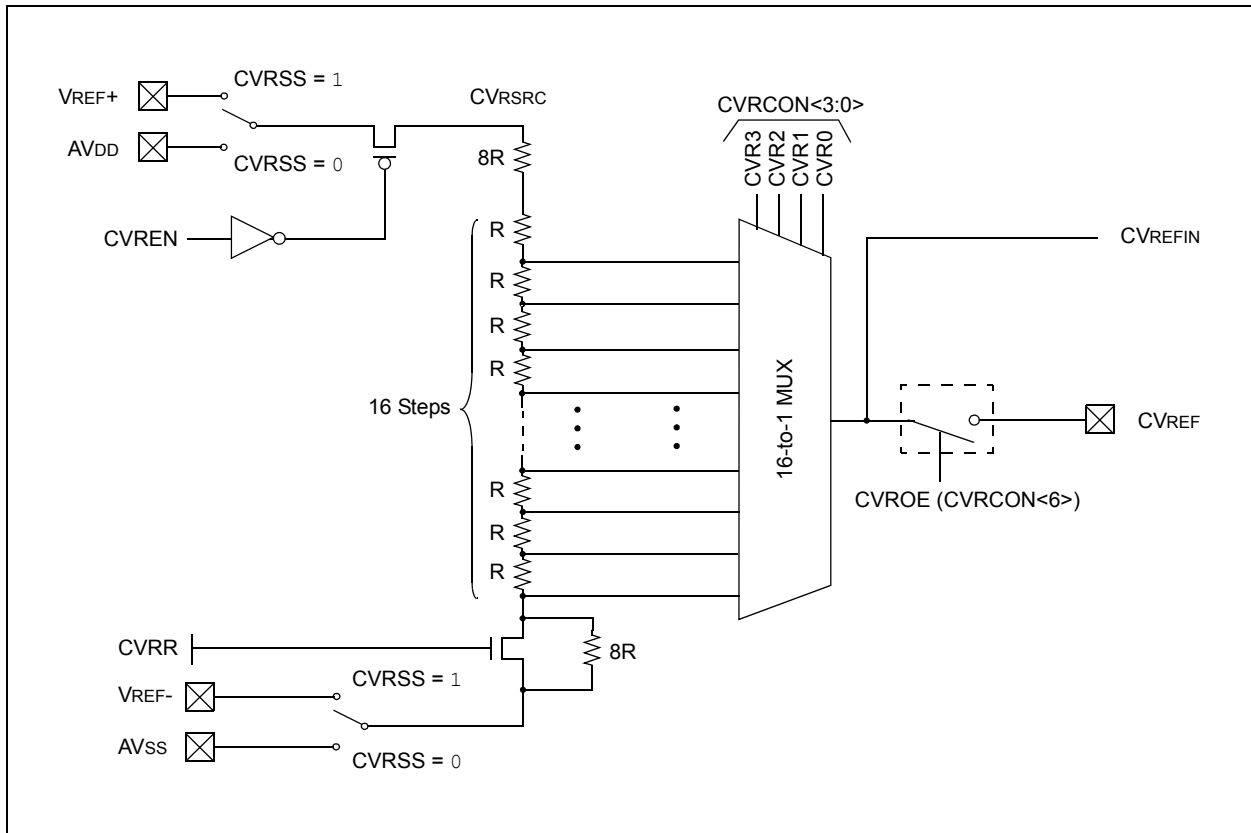 VREF+
CVRSS = 1
AVDD
CVRSS = 0
CVREN
CVRSRC
8R
R
R
R
R
16 Steps
R
R
R
CVRCON<3:0>
CVR3
CVR2
CVR1
CVR0
16-to-1 MUX
CVREFIN
CVREF
CVROE (CVRCON<6>)
CVRR
8R
VREF-
CVRSS = 1
AVSS
CVRSS = 0